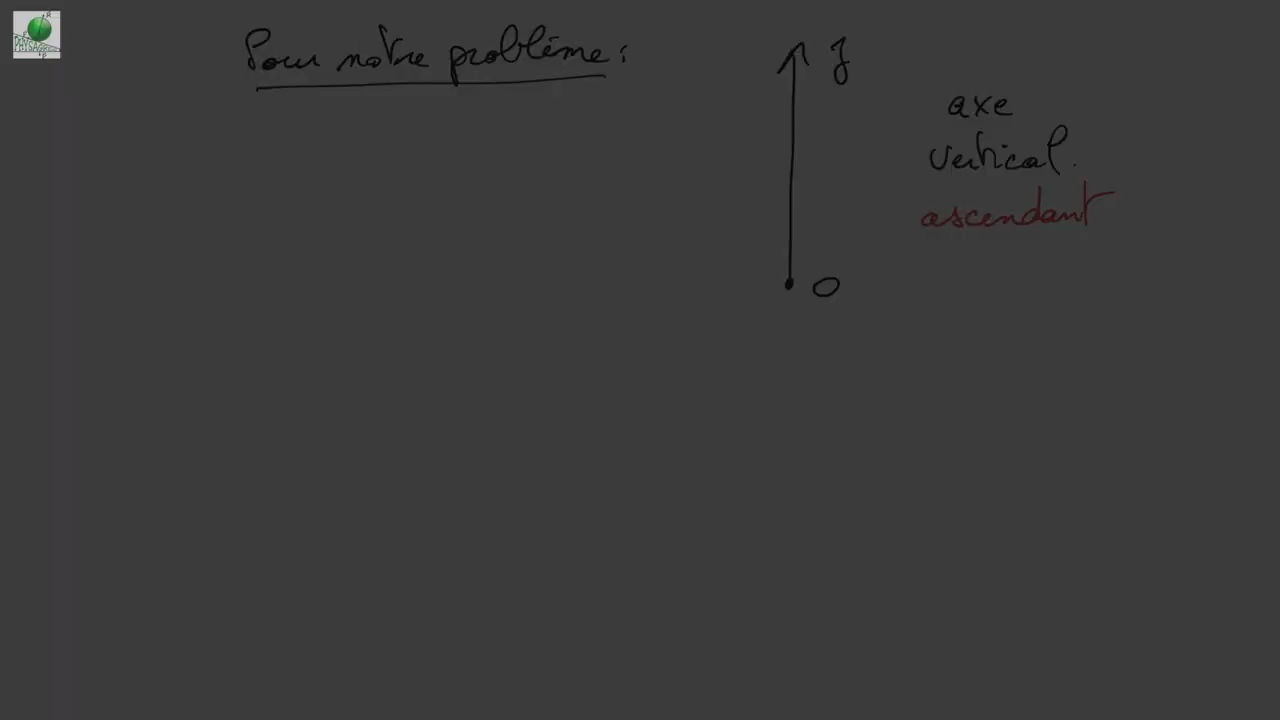 Pour notre problème :
z
axe
vertical.
ascendant
O